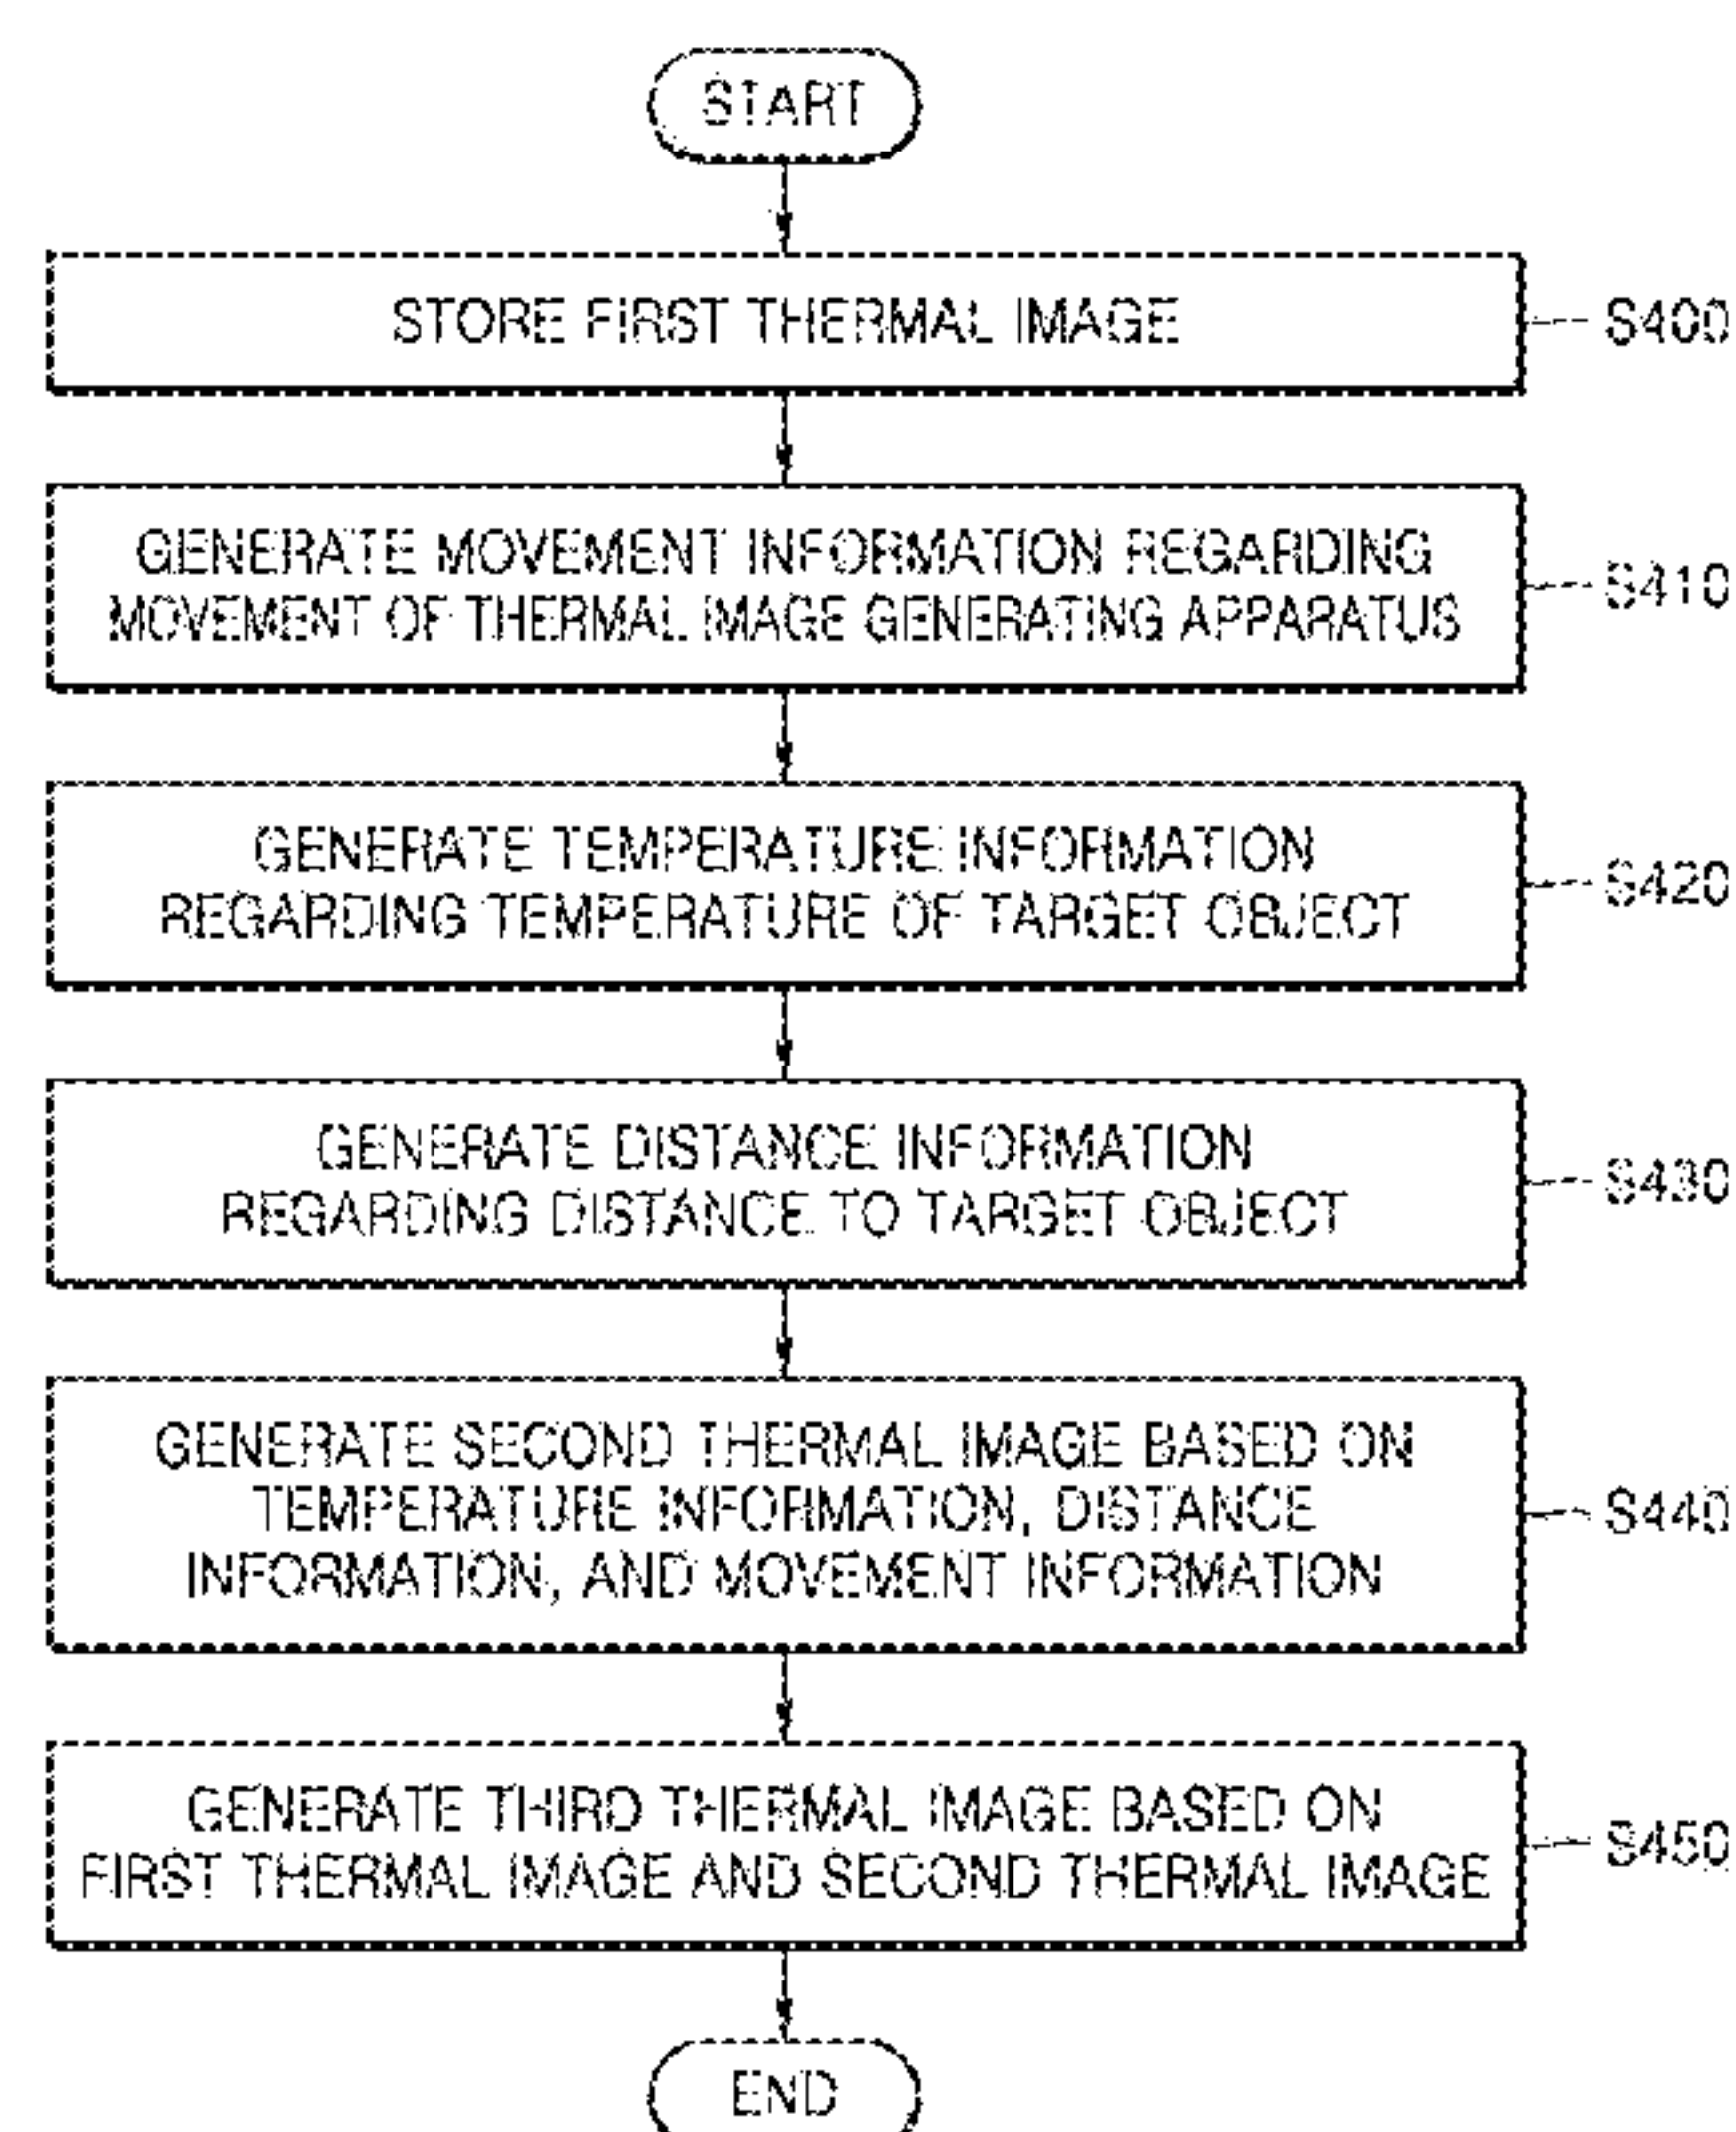 START
STORE FIRST THERMAL IMAGE
S400
GENERATE MOVEMENT INFORMATION REGARDING
MOVEMENT OF THERMAL IMAGE GENERATING APPARATUS
S410
GENERATE TEMPERATURE INFORMATION
REGARDING TEMPERATURE OF TARGET OBJECT
S420
GENERATE DISTANCE INFORMATION
REGARDING DISTANCE TO TARGET OBJECT
S430
GENERATE SECOND THERMAL IMAGE BASED ON
TEMPERATURE INFORMATION, DISTANCE
INFORMATION, AND MOVEMENT INFORMATION
S440
GENERATE THIRD THERMAL IMAGE BASED ON
FIRST THERMAL IMAGE AND SECOND THERMAL IMAGE
S450
END